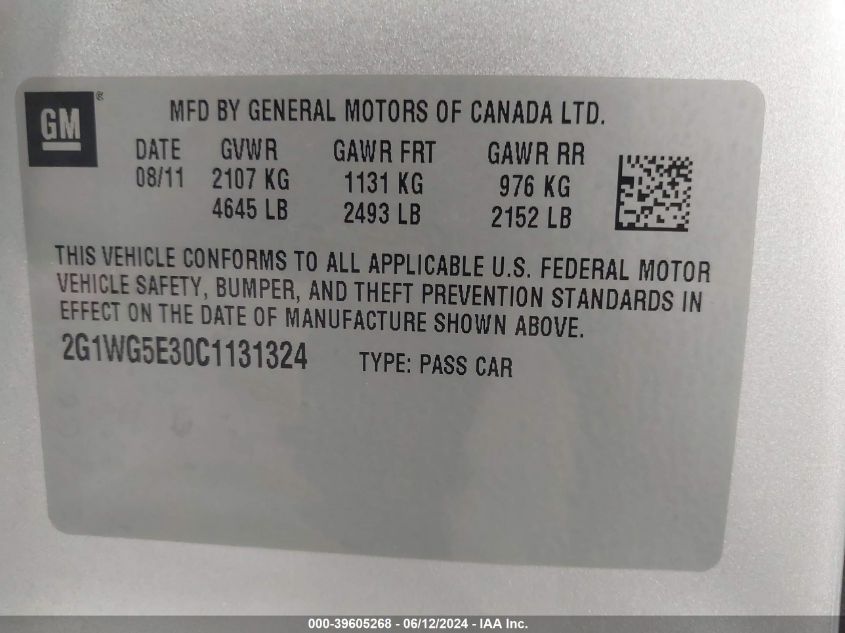 GM®
MFD BY GENERAL MOTORS OF CANADA LTD.
DATE GVWR GAWR FRT GAWR RR
08/11 2107 KG 1131 KG 976 KG
4645 LB 2493 LB 2152 LB
THIS VEHICLE CONFORMS TO ALL APPLICABLE U.S. FEDERAL MOTOR
VEHICLE SAFETY, BUMPER, AND THEFT PREVENTION STANDARDS IN
EFFECT ON THE DATE OF MANUFACTURE SHOWN ABOVE.
2G1WG5E30C1131324 TYPE: PASS CAR
000-39605268 - 06/12/2024 - IAA Inc.